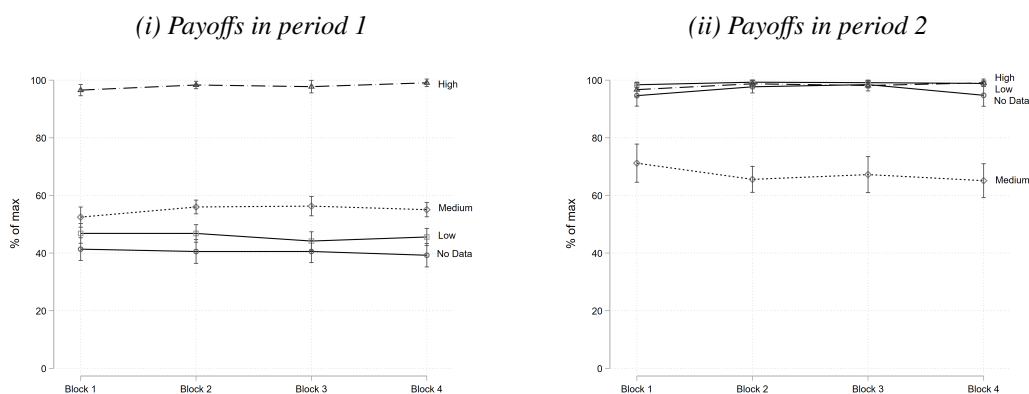 (i) Payoffs in period 1
100
80
60
40
20
0
% of max
High
Medium
Low
No Data
Block 1 Block 2 Block 3 Block 4
(ii) Payoffs in period 2
100
80
60
40
20
0
% of max
High
Low
No Data
Medium
Block 1 Block 2 Block 3 Block 4